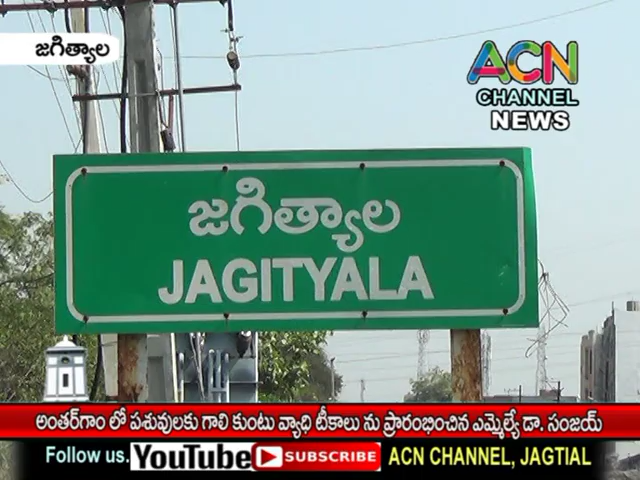 జగిత్యాల
ACN
CHANNEL
NEWS
జగిత్యాల
JAGITYALA
అంతర్గాం లో పశువులకు గాలి కుంటు వ్యాధి టీకాలు ను ప్రారంభించిన ఎమ్మెల్యే డా. సంజయ్
Follow us. YouTube SUBSCRIBE ACN CHANNEL, JAGTIAL